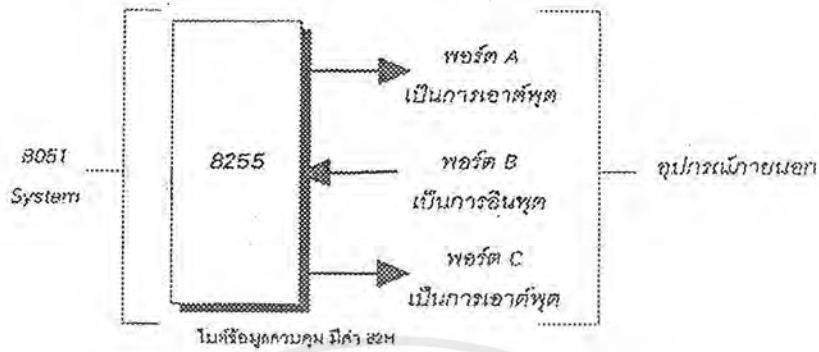 พอร์ต A
เป็นการเอาต์พุต
8051
System
8255
พอร์ต B
เป็นการอินพุต
อุปกรณ์ภายนอก
พอร์ต C
เป็นการเอาต์พุต
ไบต์ข้อมูลควบคุม มีค่า 82H